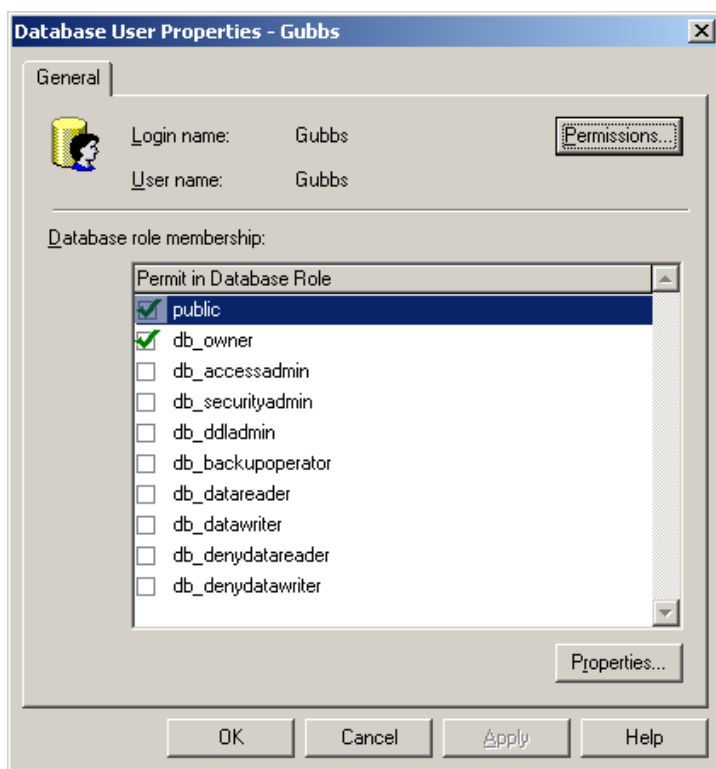 Database User Properties - Gubbs
General
Login name: Gubbs Permissions...
User name: Gubbs
Database role membership:
Permit in Database Role
public
db_owner
db_accessadmin
db_securityadmin
db_ddladmin
db_backupoperator
db_datareader
db_datawriter
db_denydatareader
db_denydatawriter
Properties...
OK Cancel Apply Help